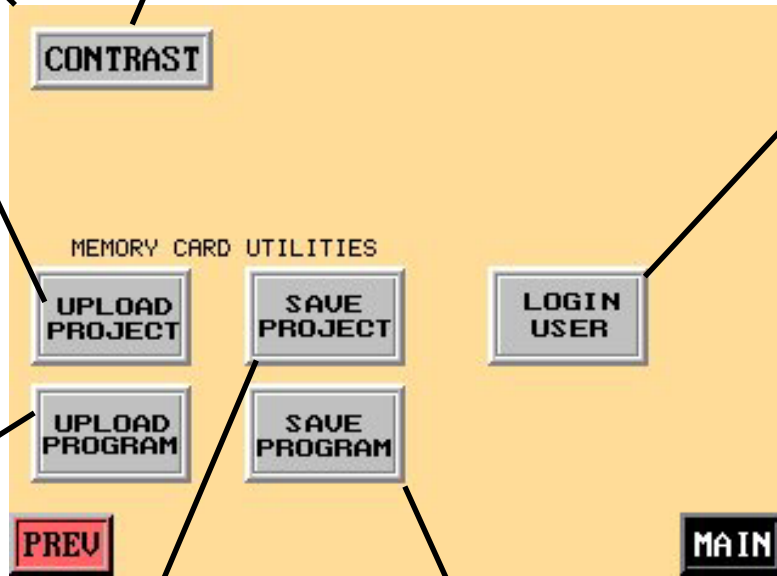 CONTRAST
MEMORY CARD UTILITIES
UPLOAD
PROJECT
SAVE
PROJECT
LOGIN
USER
UPLOAD
PROGRAM
SAVE
PROGRAM
PREV
MAIN